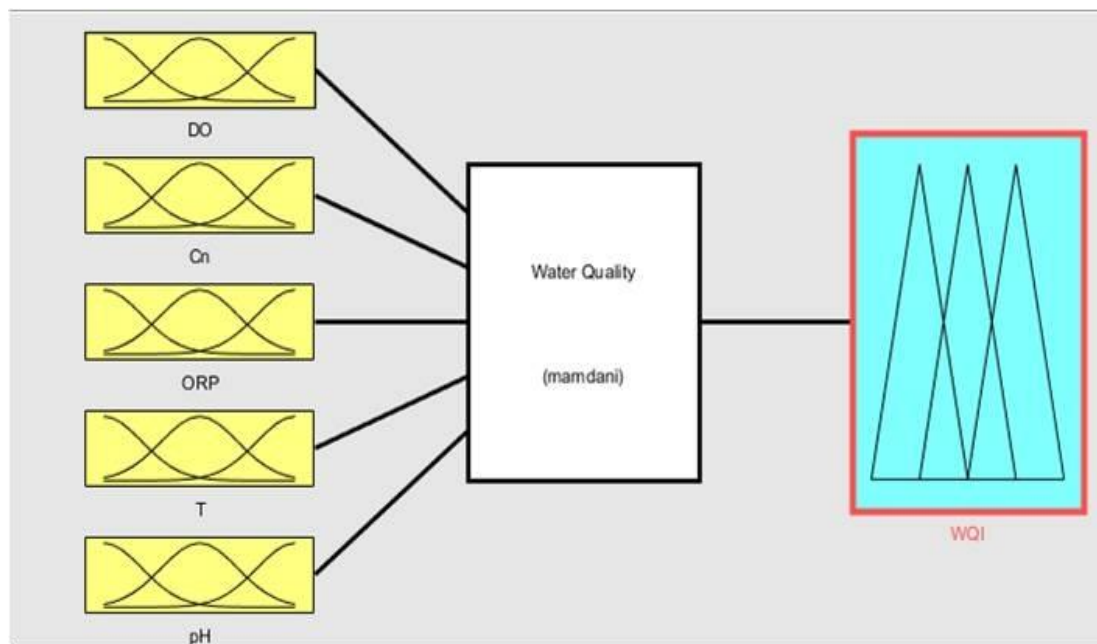 DO
Cn
ORP
T
pH
Water Quality
(mamdani)
WQI